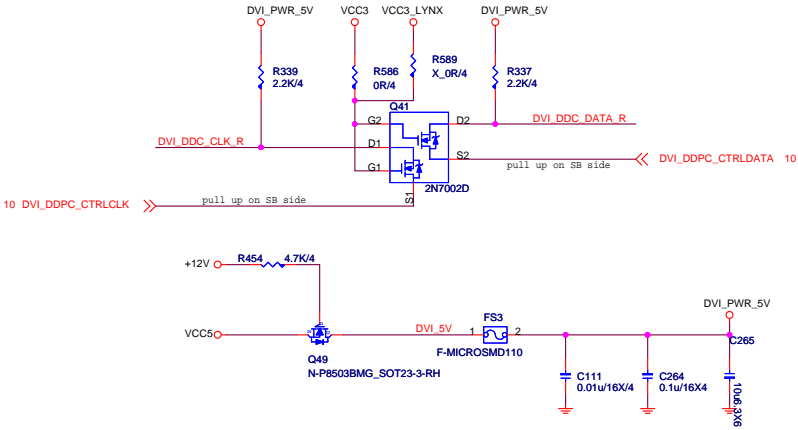 DVI_PWR_5V VCC3 VCC3_LYNX DVI_PWR_5V
R339 2.2K/4
R586 0R/4
R589 X_0R/4
R337 2.2K/4
Q41
G2 D2 DVI_DDC_DATA_R
DVI_DDC_CLK_R D1
S2 DVI_DDPC_CTRLDATA 10
pull up on SB side
G1
2N7002D
S1
10 DVI_DDPC_CTRLCLK pull up on SB side
+12V R454 4.7K/4
DVI_PWR_5V
FS3
VCC5 DVI_5V 1 2
C265
F-MICROSMD110
Q49
N-P8503BMG_SOT23-3-RH
C111 0.01u/16X/4
C264 0.1u/16X4
10u6.3X6